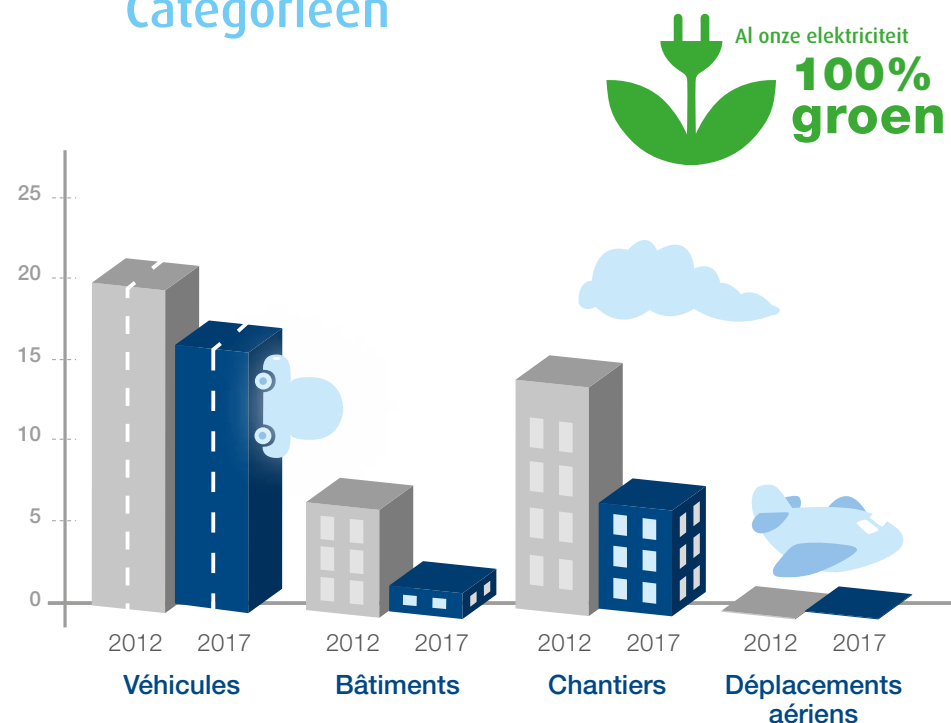 Categorieën
Al onze elektriciteit
100%
groen
25
20
15
10
5
0
2012 2017 2012 2017 2012 2017 2012 2017
Véhicules Bâtiments Chantiers Déplacements
aériens